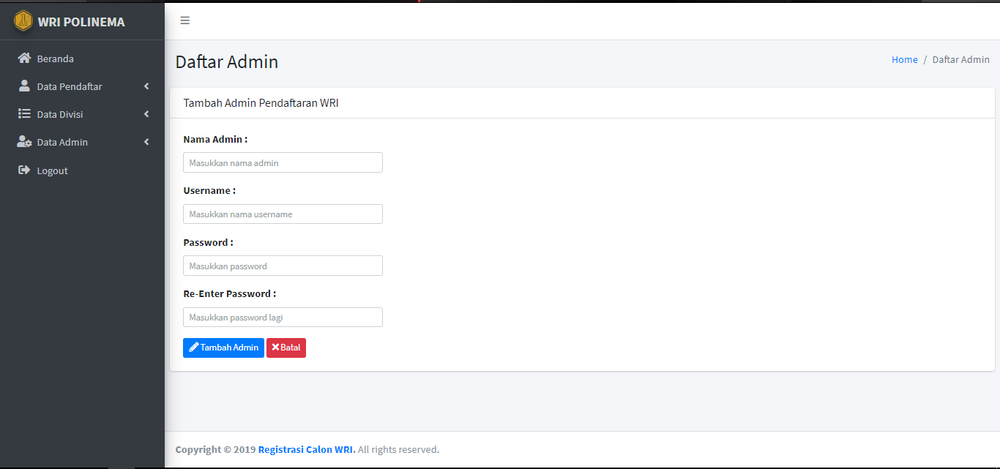 WRI POLINEMA
Beranda
Data Pendaftar
Data Divisi
Data Admin
Logout
Daftar Admin
Home / Daftar Admin
Tambah Admin Pendaftaran WRI
Nama Admin :
Masukkan nama admin
Username :
Masukkan nama username
Password :
Masukkan password
Re-Enter Password :
Masukkan password lagi
Tambah Admin Batal
Copyright © 2019 Registrasi Calon WRI. All rights reserved.